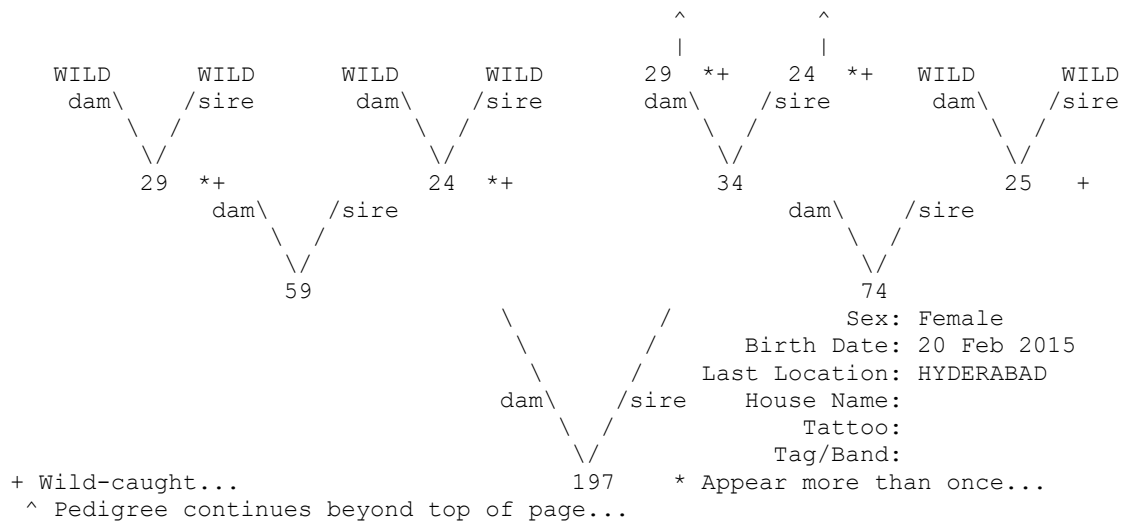 ^ ^
| |
WILD WILD WILD WILD 29 *+ 24 *+ WILD WILD
dam\ /sire dam\ /sire dam\ /sire dam\ /sire
\ / \ / \ / \ /
\/ \/ \/ \/
29 *+ 24 *+ 34 25 +
dam\ /sire dam\ /sire
\ / \ /
\/ \/
59 74
\ / Sex: Female
\ / Birth Date: 20 Feb 2015
\ / Last Location: HYDERABAD
dam\ /sire House Name:
\ / Tattoo:
\/ Tag/Band:
+ Wild-caught... 197 * Appear more than once...
^ Pedigree continues beyond top of page...